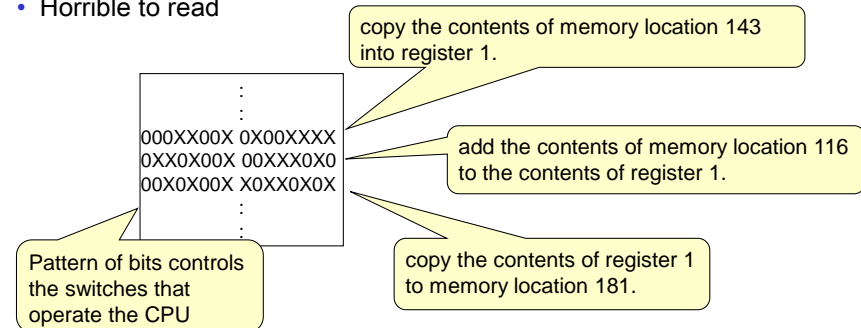 • Horrible to read
copy the contents of memory location 143
into register 1.
:
:
000XX00X 0X00XXXX
0XX0X00X 00XXX0X0
00X0X00X X0XX0X0X
:
:
add the contents of memory location 116
to the contents of register 1.
copy the contents of register 1
to memory location 181.
Pattern of bits controls
the switches that
operate the CPU